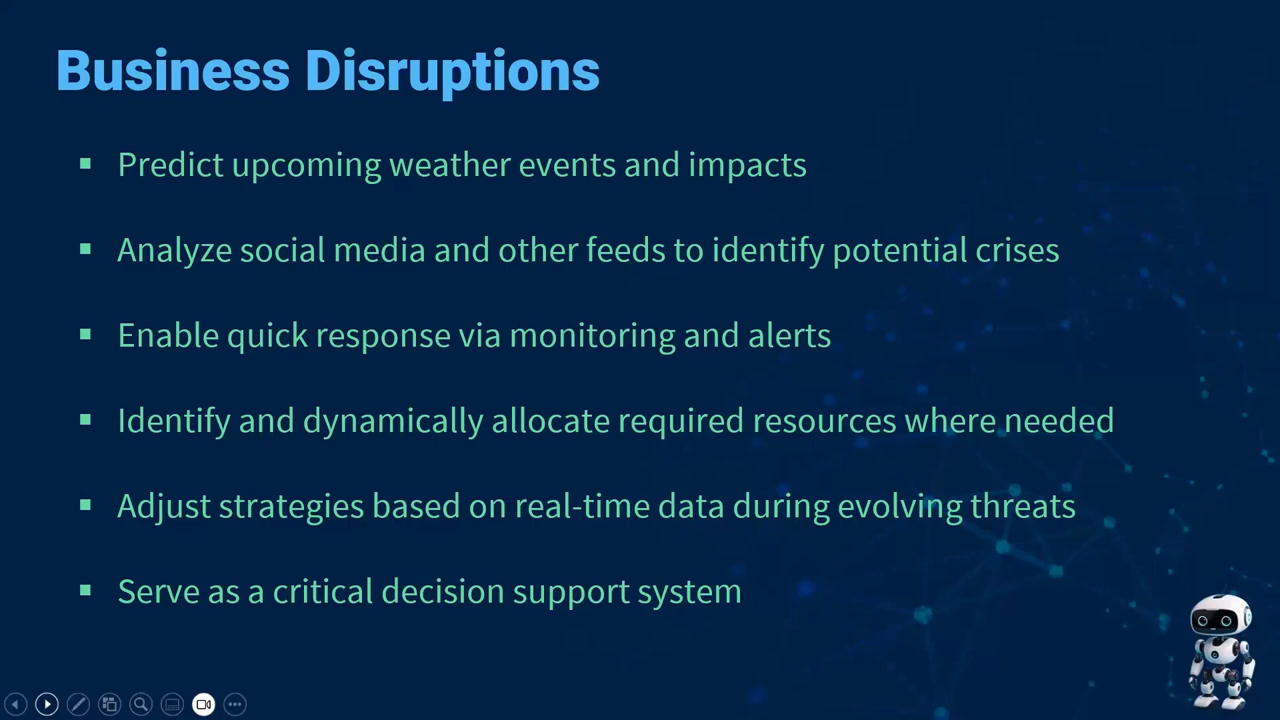 Business Disruptions
▪ Predict upcoming weather events and impacts
▪ Analyze social media and other feeds to identify potential crises
▪ Enable quick response via monitoring and alerts
▪ Identify and dynamically allocate required resources where needed
▪ Adjust strategies based on real-time data during evolving threats
▪ Serve as a critical decision support system